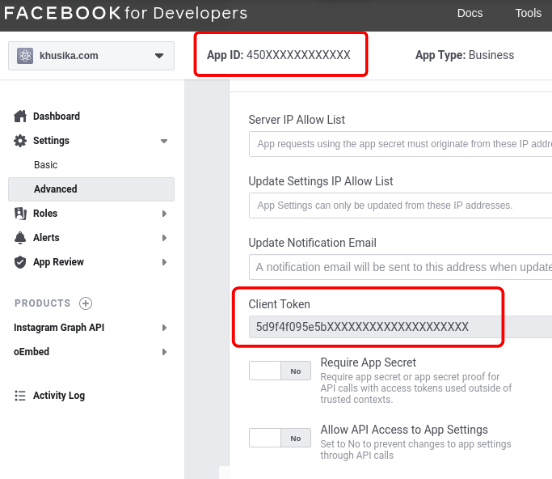 FACEBOOK for Developers
Docs
Tools
khusika.com
App ID: 450XXXXXXXXXXXX
App Type: Business
Dashboard
Settings
Basic
Advanced
Roles
Alerts
App Review
PRODUCTS
Instagram Graph API
oEmbed
Activity Log
Server IP Allow List
App requests using the app secret must originate from these IP addre
Update Settings IP Allow List
App Settings can only be updated from these IP addresses.
Update Notification Email
A notification email will be sent to this address when update
Client Token
5d9f4f095e5bXXXXXXXXXXXXXXXXXXXX
No
Require App Secret
Require app secret or app secret proof for
API calls with access tokens used outside of
trusted contexts.
No
Allow API Access to App Settings
Set to No to prevent changes to app settings
through API calls